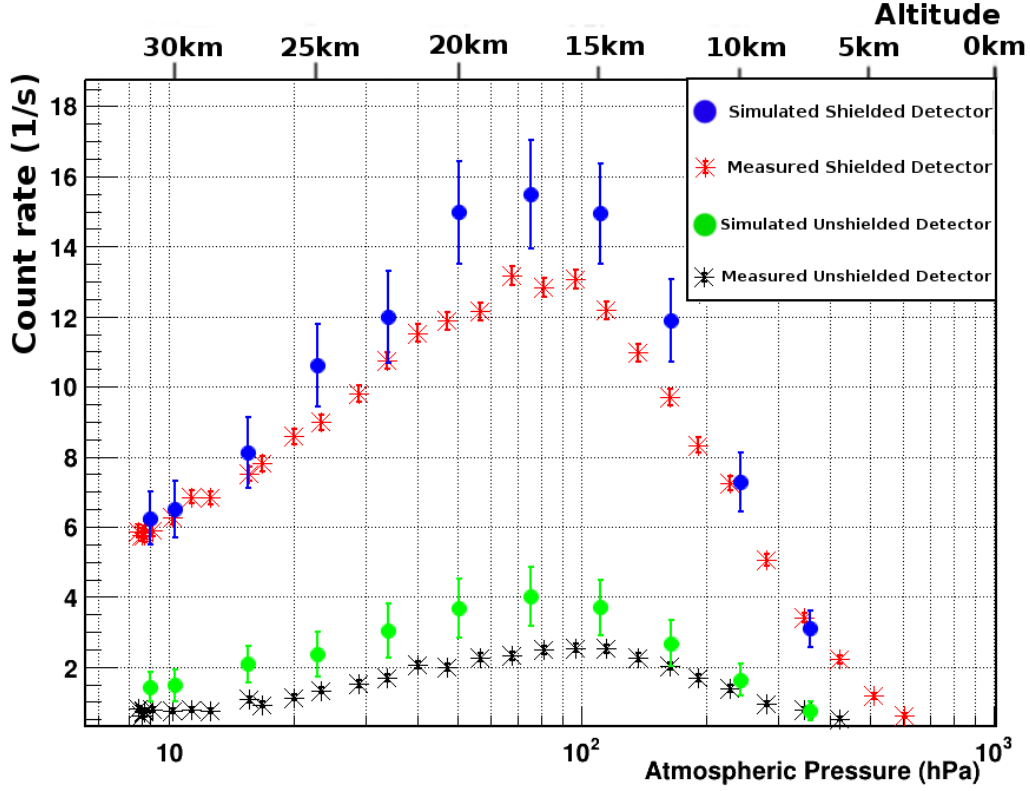 Altitude
30km 25km 20km 15km 10km 5km 0km
Count rate (1/s)
18
16
14
12
10
8
6
4
2
Simulated Shielded Detector
Measured Shielded Detector
Simulated Unshielded Detector
Measured Unshielded Detector
10 10² 10³
Atmospheric Pressure (hPa)